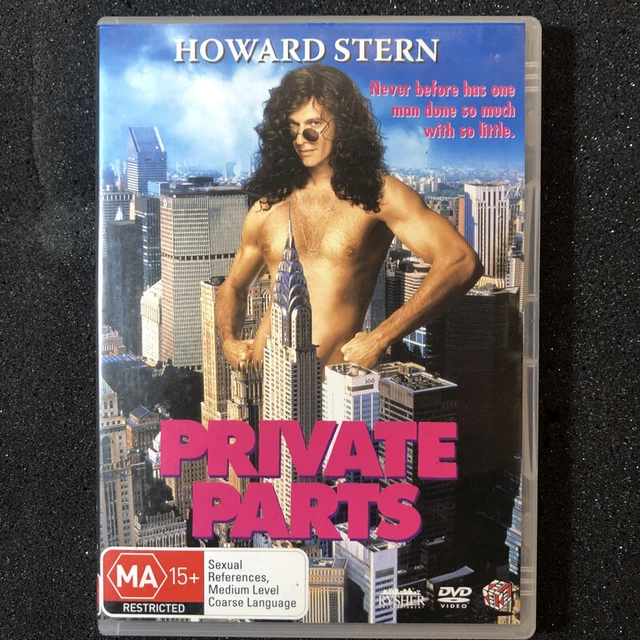 HOWARD STERN
Never before has one
man done so much
with so little.
PRIVATE
PARTS
MA 15+
RESTRICTED
Sexual
References,
Medium Level
Coarse Language
RYSHER
DVD
VIDEO